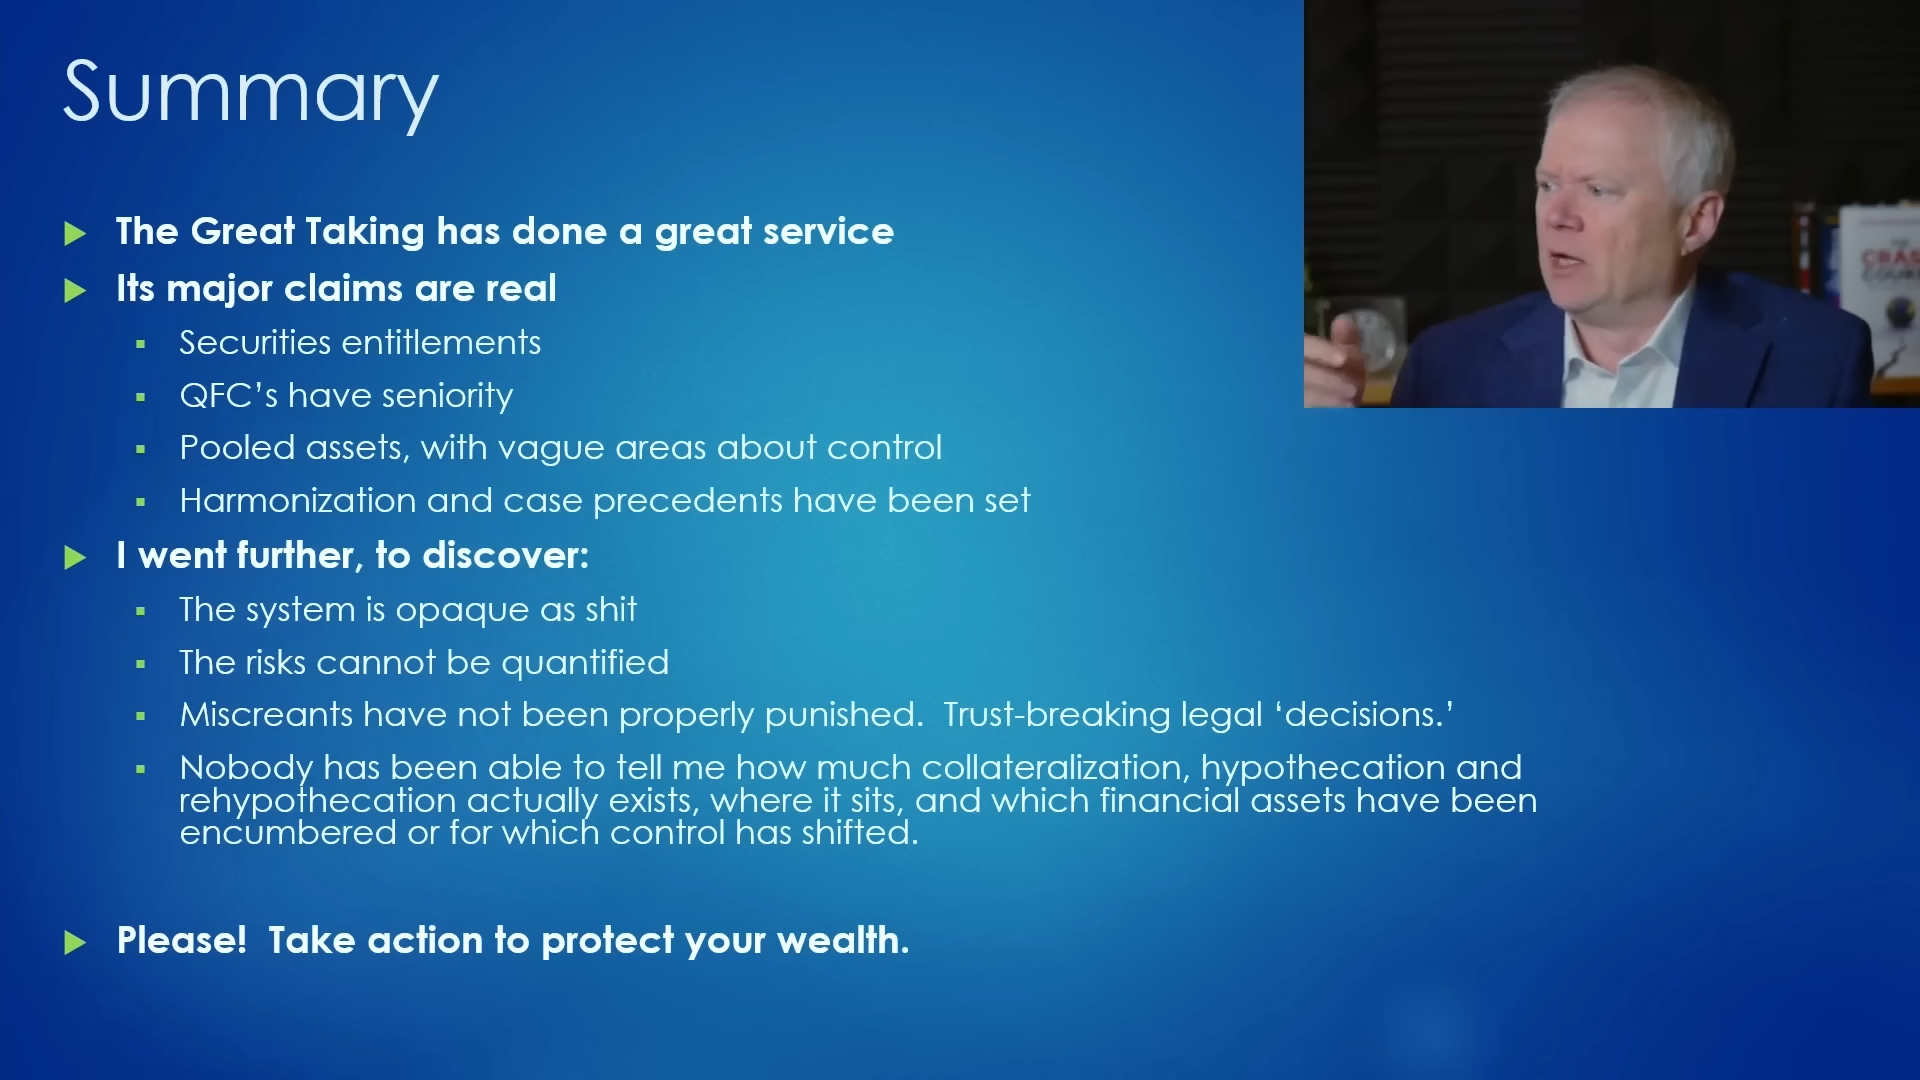 Summary
The Great Taking has done a great service
Its major claims are real
Securities entitlements
QFC’s have seniority
Pooled assets, with vague areas about control
Harmonization and case precedents have been set
I went further, to discover:
The system is opaque as shit
The risks cannot be quantified
Miscreants have not been properly punished.  Trust-breaking legal ‘decisions.’
Nobody has been able to tell me how much collateralization, hypothecation and
rehypothecation actually exists, where it sits, and which financial assets have been
encumbered or for which control has shifted.
Please!  Take action to protect your wealth.